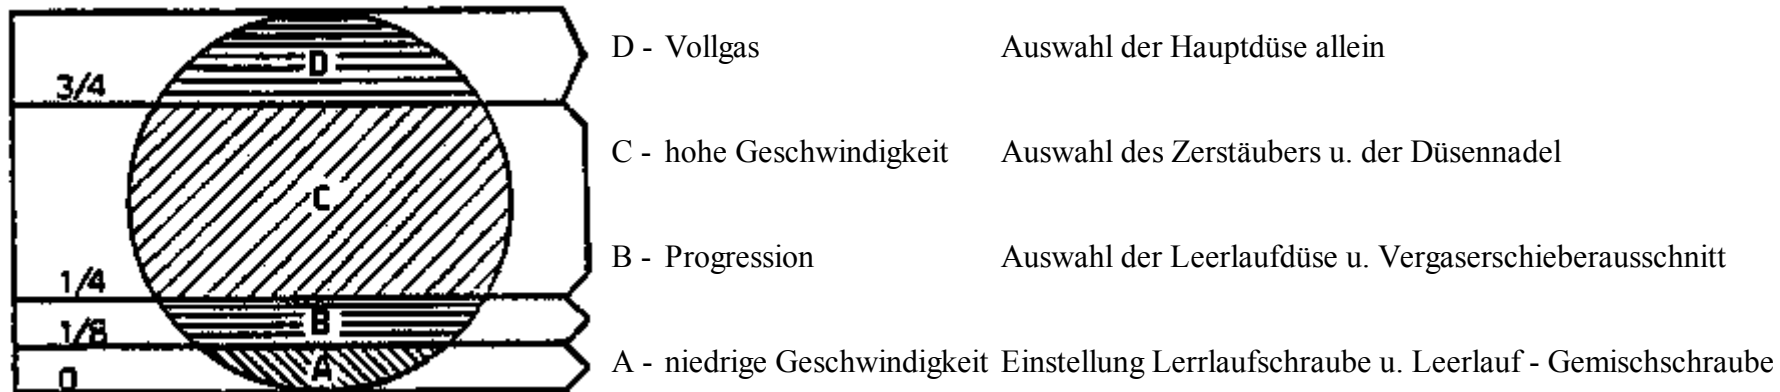 D
3/4
C
1/4
B
1/8
A
0
D - Vollgas Auswahl der Hauptdüse allein
C - hohe Geschwindigkeit Auswahl des Zerstäubers u. der Düsennadel
B - Progression Auswahl der Leerlaufdüse u. Vergaserschieberausschnitt
A - niedrige Geschwindigkeit Einstellung Lerrlaufschraube u. Leerlauf - Gemischschraube